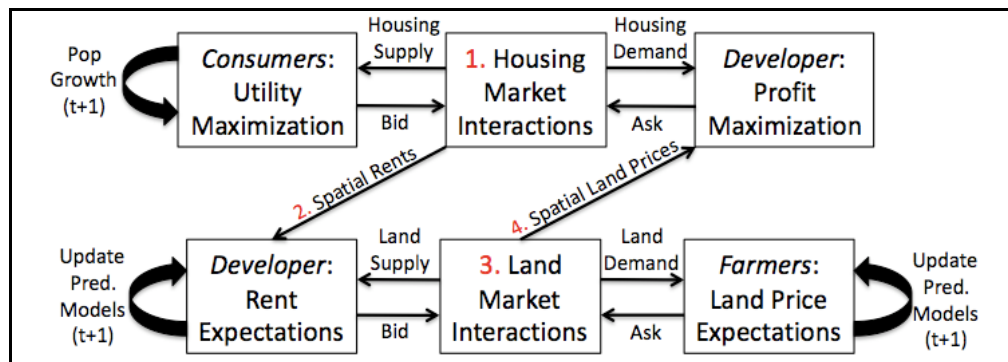 Pop
Growth
(t+1)
Consumers:
Utility
Maximization
Housing
Supply
Bid
1. Housing
Market
Interactions
Housing
Demand
Ask
Developer:
Profit
Maximization
2. Spatial Rents
4. Spatial Land Prices
Update
Pred.
Models
(t+1)
Developer:
Rent
Expectations
Land
Supply
Bid
3. Land
Market
Interactions
Land
Demand
Ask
Farmers:
Land Price
Expectations
Update
Pred.
Models
(t+1)